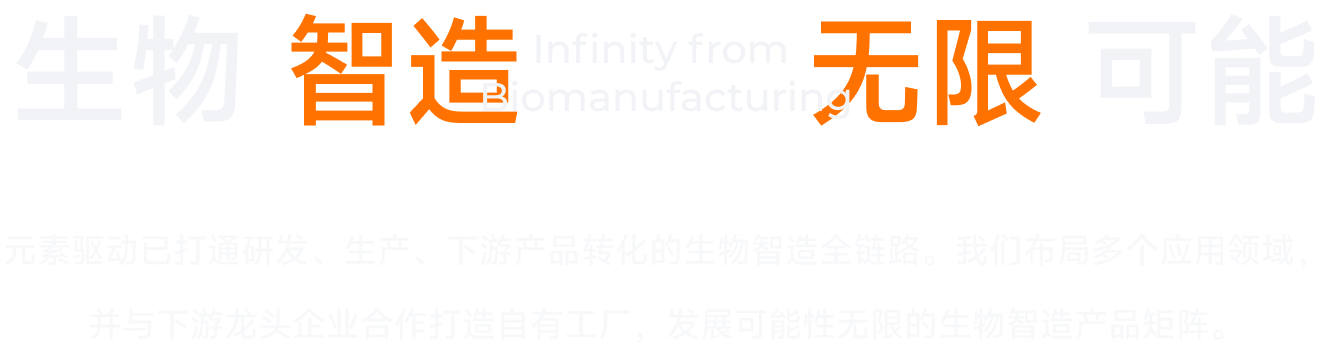 生物 智造 Infinity from Biomanufacturing 无限 可能
元素驱动已打通研发、生产、下游产品转化的生物智造全链路。我们布局多个应用领域，
并与下游龙头企业合作打造自有工厂，发展可能性无限的生物智造产品矩阵。